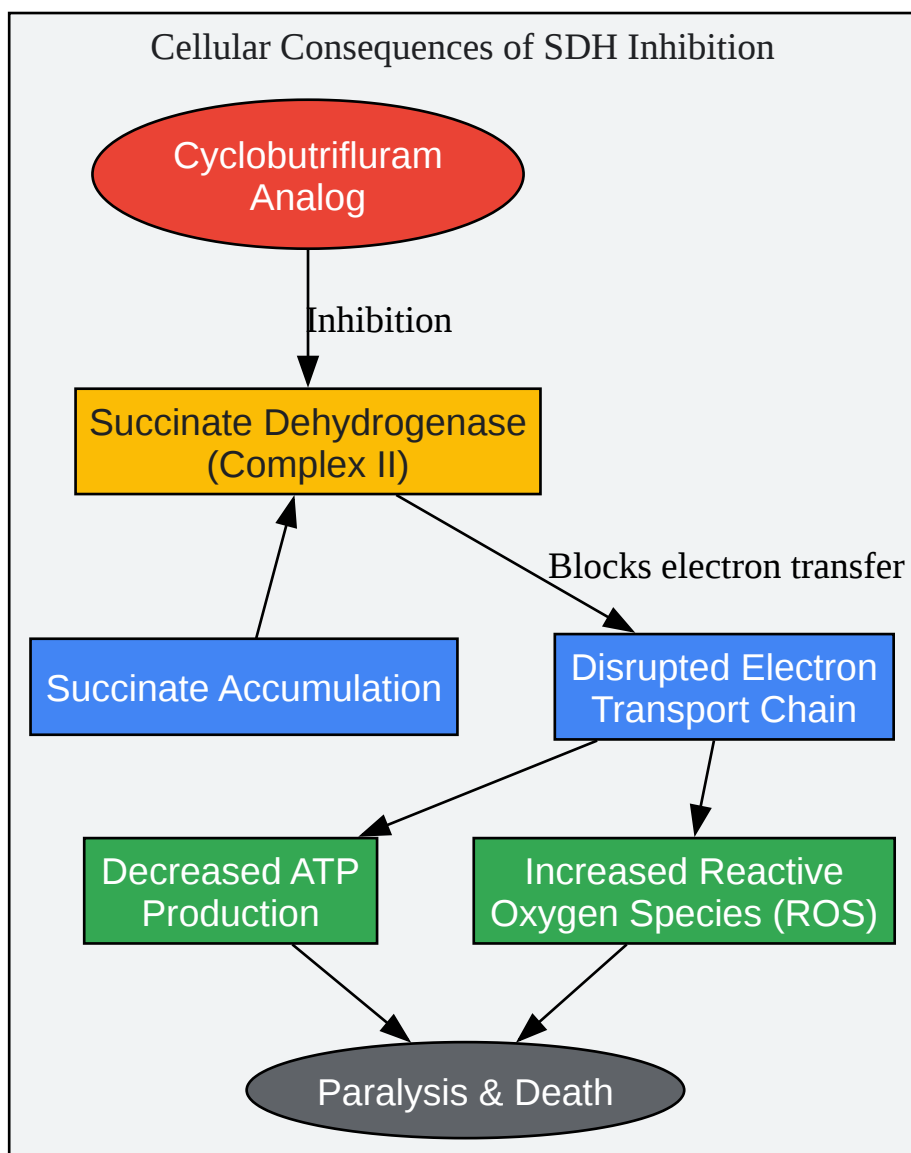 Cellular Consequences of SDH Inhibition
Cyclobutrifluram
Analog
Inhibition
Succinate Dehydrogenase
(Complex II)
Blocks electron transfer
Succinate Accumulation
Disrupted Electron
Transport Chain
Decreased ATP
Production
Increased Reactive
Oxygen Species (ROS)
Paralysis & Death